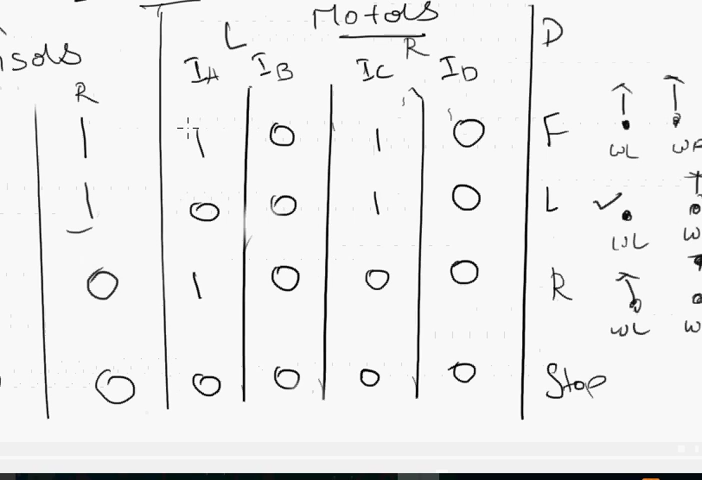 L Motors
sors R
R IA IB IC ID D
1 1 0 1 0 F WL
1 0 0 1 0 L WL
0 1 0 0 0 R WL
0 0 0 0 0 Stop